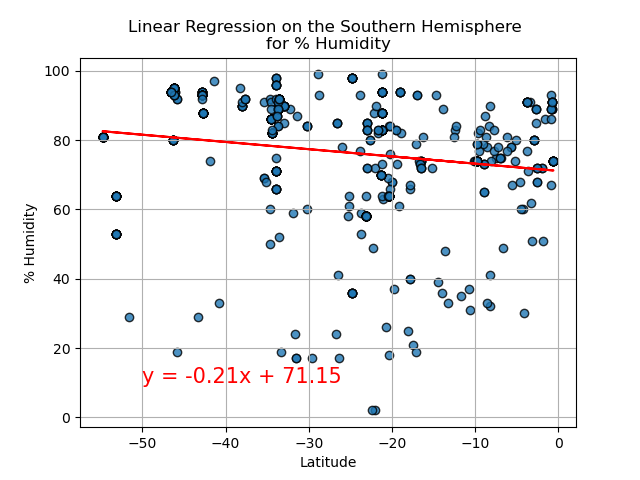 Linear Regression on the Southern Hemisphere
for % Humidity
100
80
60
40
20
0
% Humidity
y = -0.21x + 71.15
−50
−40
−30
−20
−10
0
Latitude